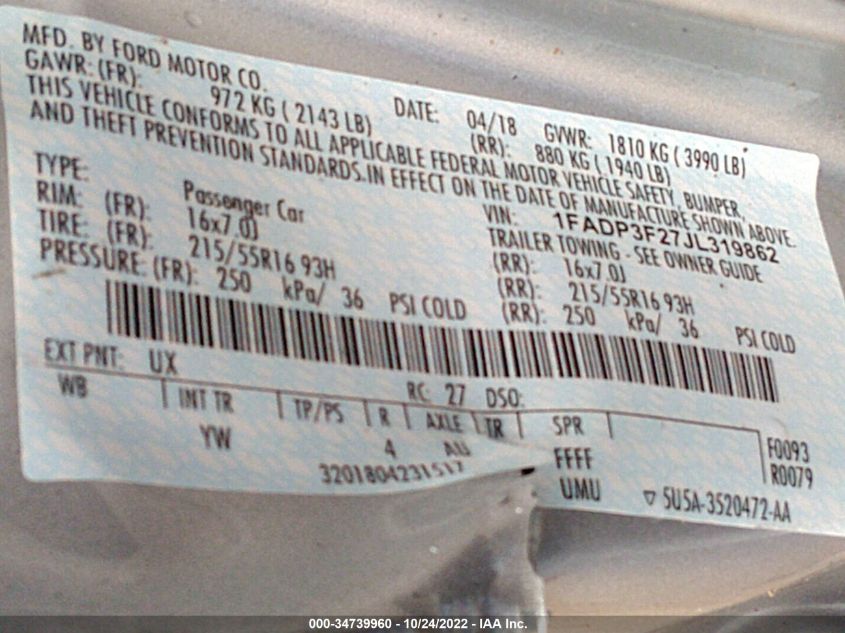 MFD. BY FORD MOTOR CO.
DATE: 04/18 GVWR: 1810 KG ( 3990 LB)
GAWR: (FR): 972 KG ( 2143 LB) (RR): 880 KG ( 1940 LB)
THIS VEHICLE CONFORMS TO ALL APPLICABLE FEDERAL MOTOR VEHICLE SAFETY, BUMPER,
AND THEFT PREVENTION STANDARDS.IN EFFECT ON THE DATE OF MANUFACTURE SHOWN ABOVE.
VIN: 1FADP3F27JL319862
TYPE: Passenger Car TRAILER TOWING - SEE OWNER GUIDE
RIM: (FR): 16x7.0J (RR): 16x7.0J
TIRE: (FR): 215/55R16 93H (RR): 215/55R16 93H
PRESSURE: (FR): 250 kPa/ 36 PSI COLD (RR): 250 kPa/ 36 PSI COLD
EXT PNT: UX RC: 27 DSO:
WB INT TR TP/PS R AXLE TR SPR
YW 4 AU FFFF F0093
3201804231517 UMU R0079
▽ 5U5A-3520472-AA
000-34739960 - 10/24/2022 - IAA Inc.